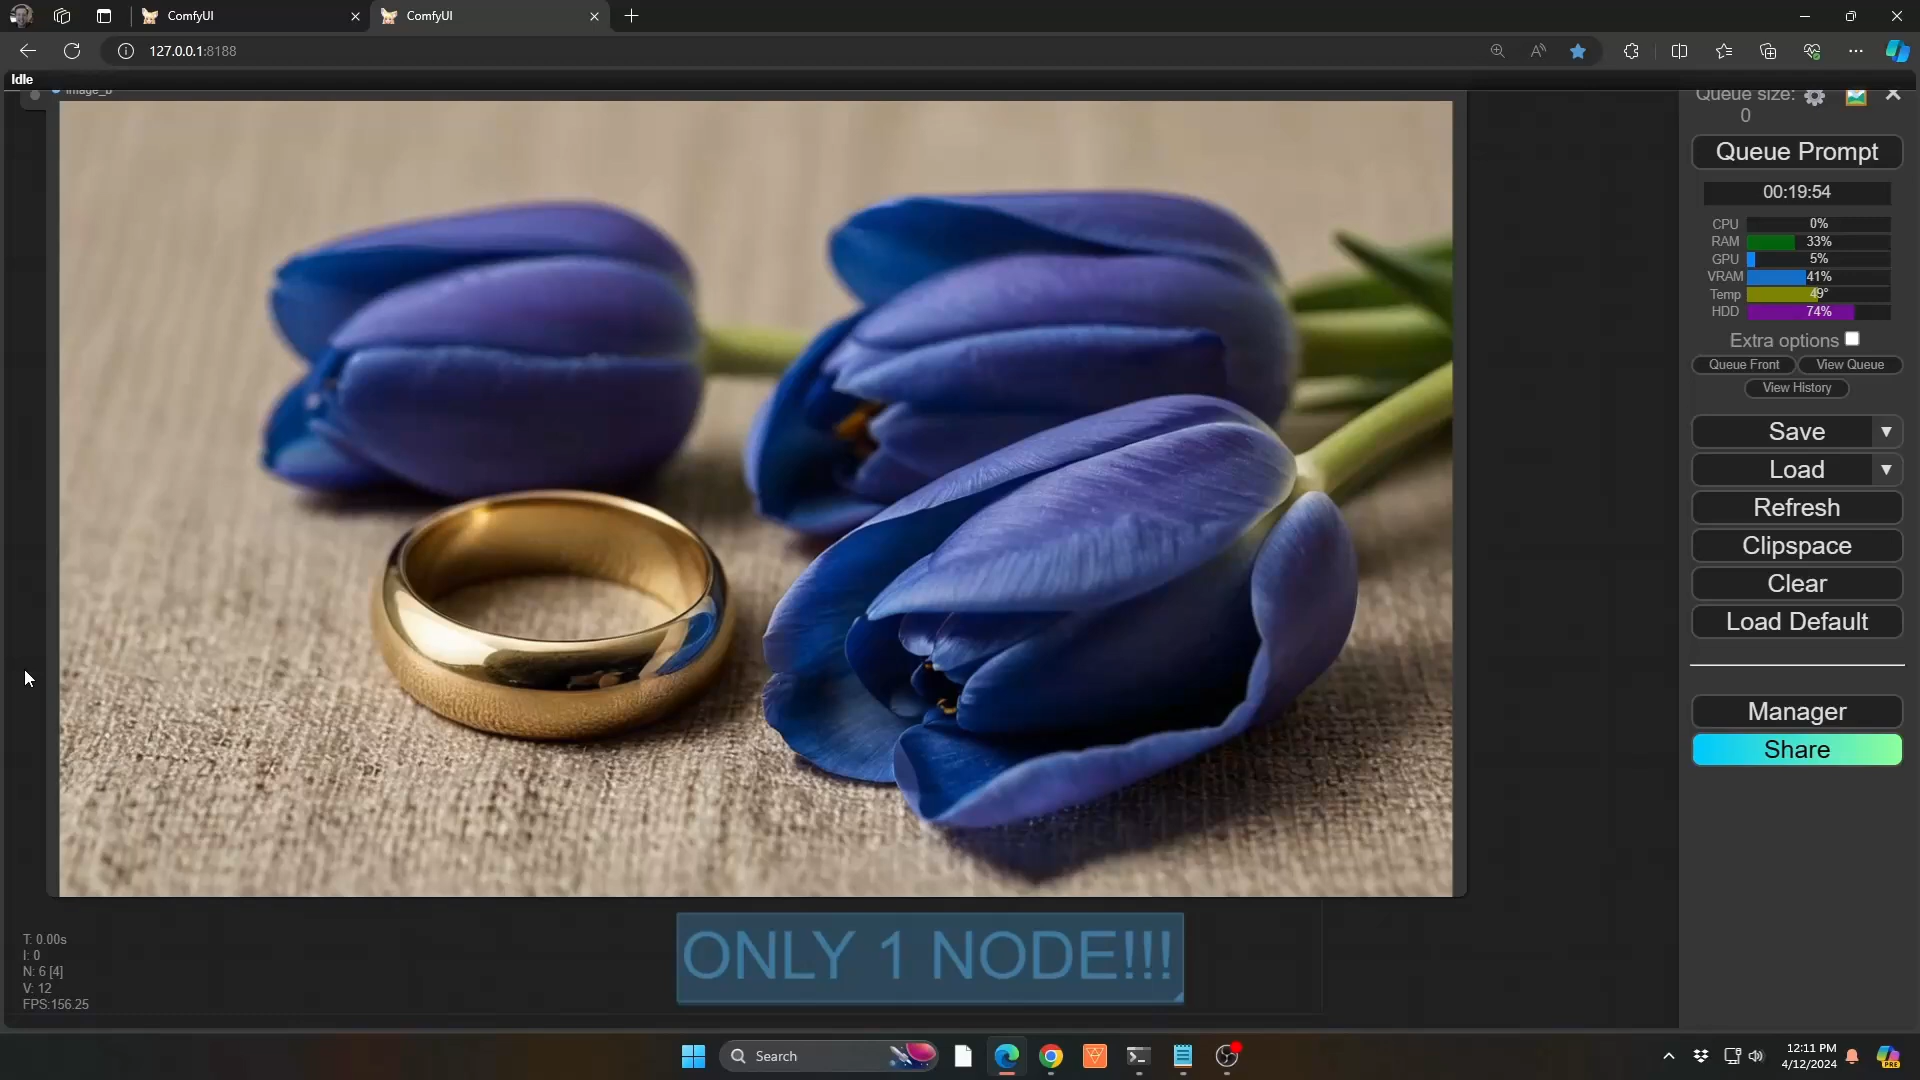 ComfyUI
ComfyUI
127.0.0.1:8188
Idle
image_b
Queue size:
0
Queue Prompt
00:19:54
CPU 0%
RAM 33%
GPU 5%
VRAM 41%
Temp 49°
HDD 74%
Extra options
Queue Front View Queue
View History
Save
Load
Refresh
Clipspace
Clear
Load Default
Manager
Share
ONLY 1 NODE!!!
T: 0.00s
I: 0
N: 6 [4]
V: 12
FPS:156.25
Search
12:11 PM
4/12/2024
PRE